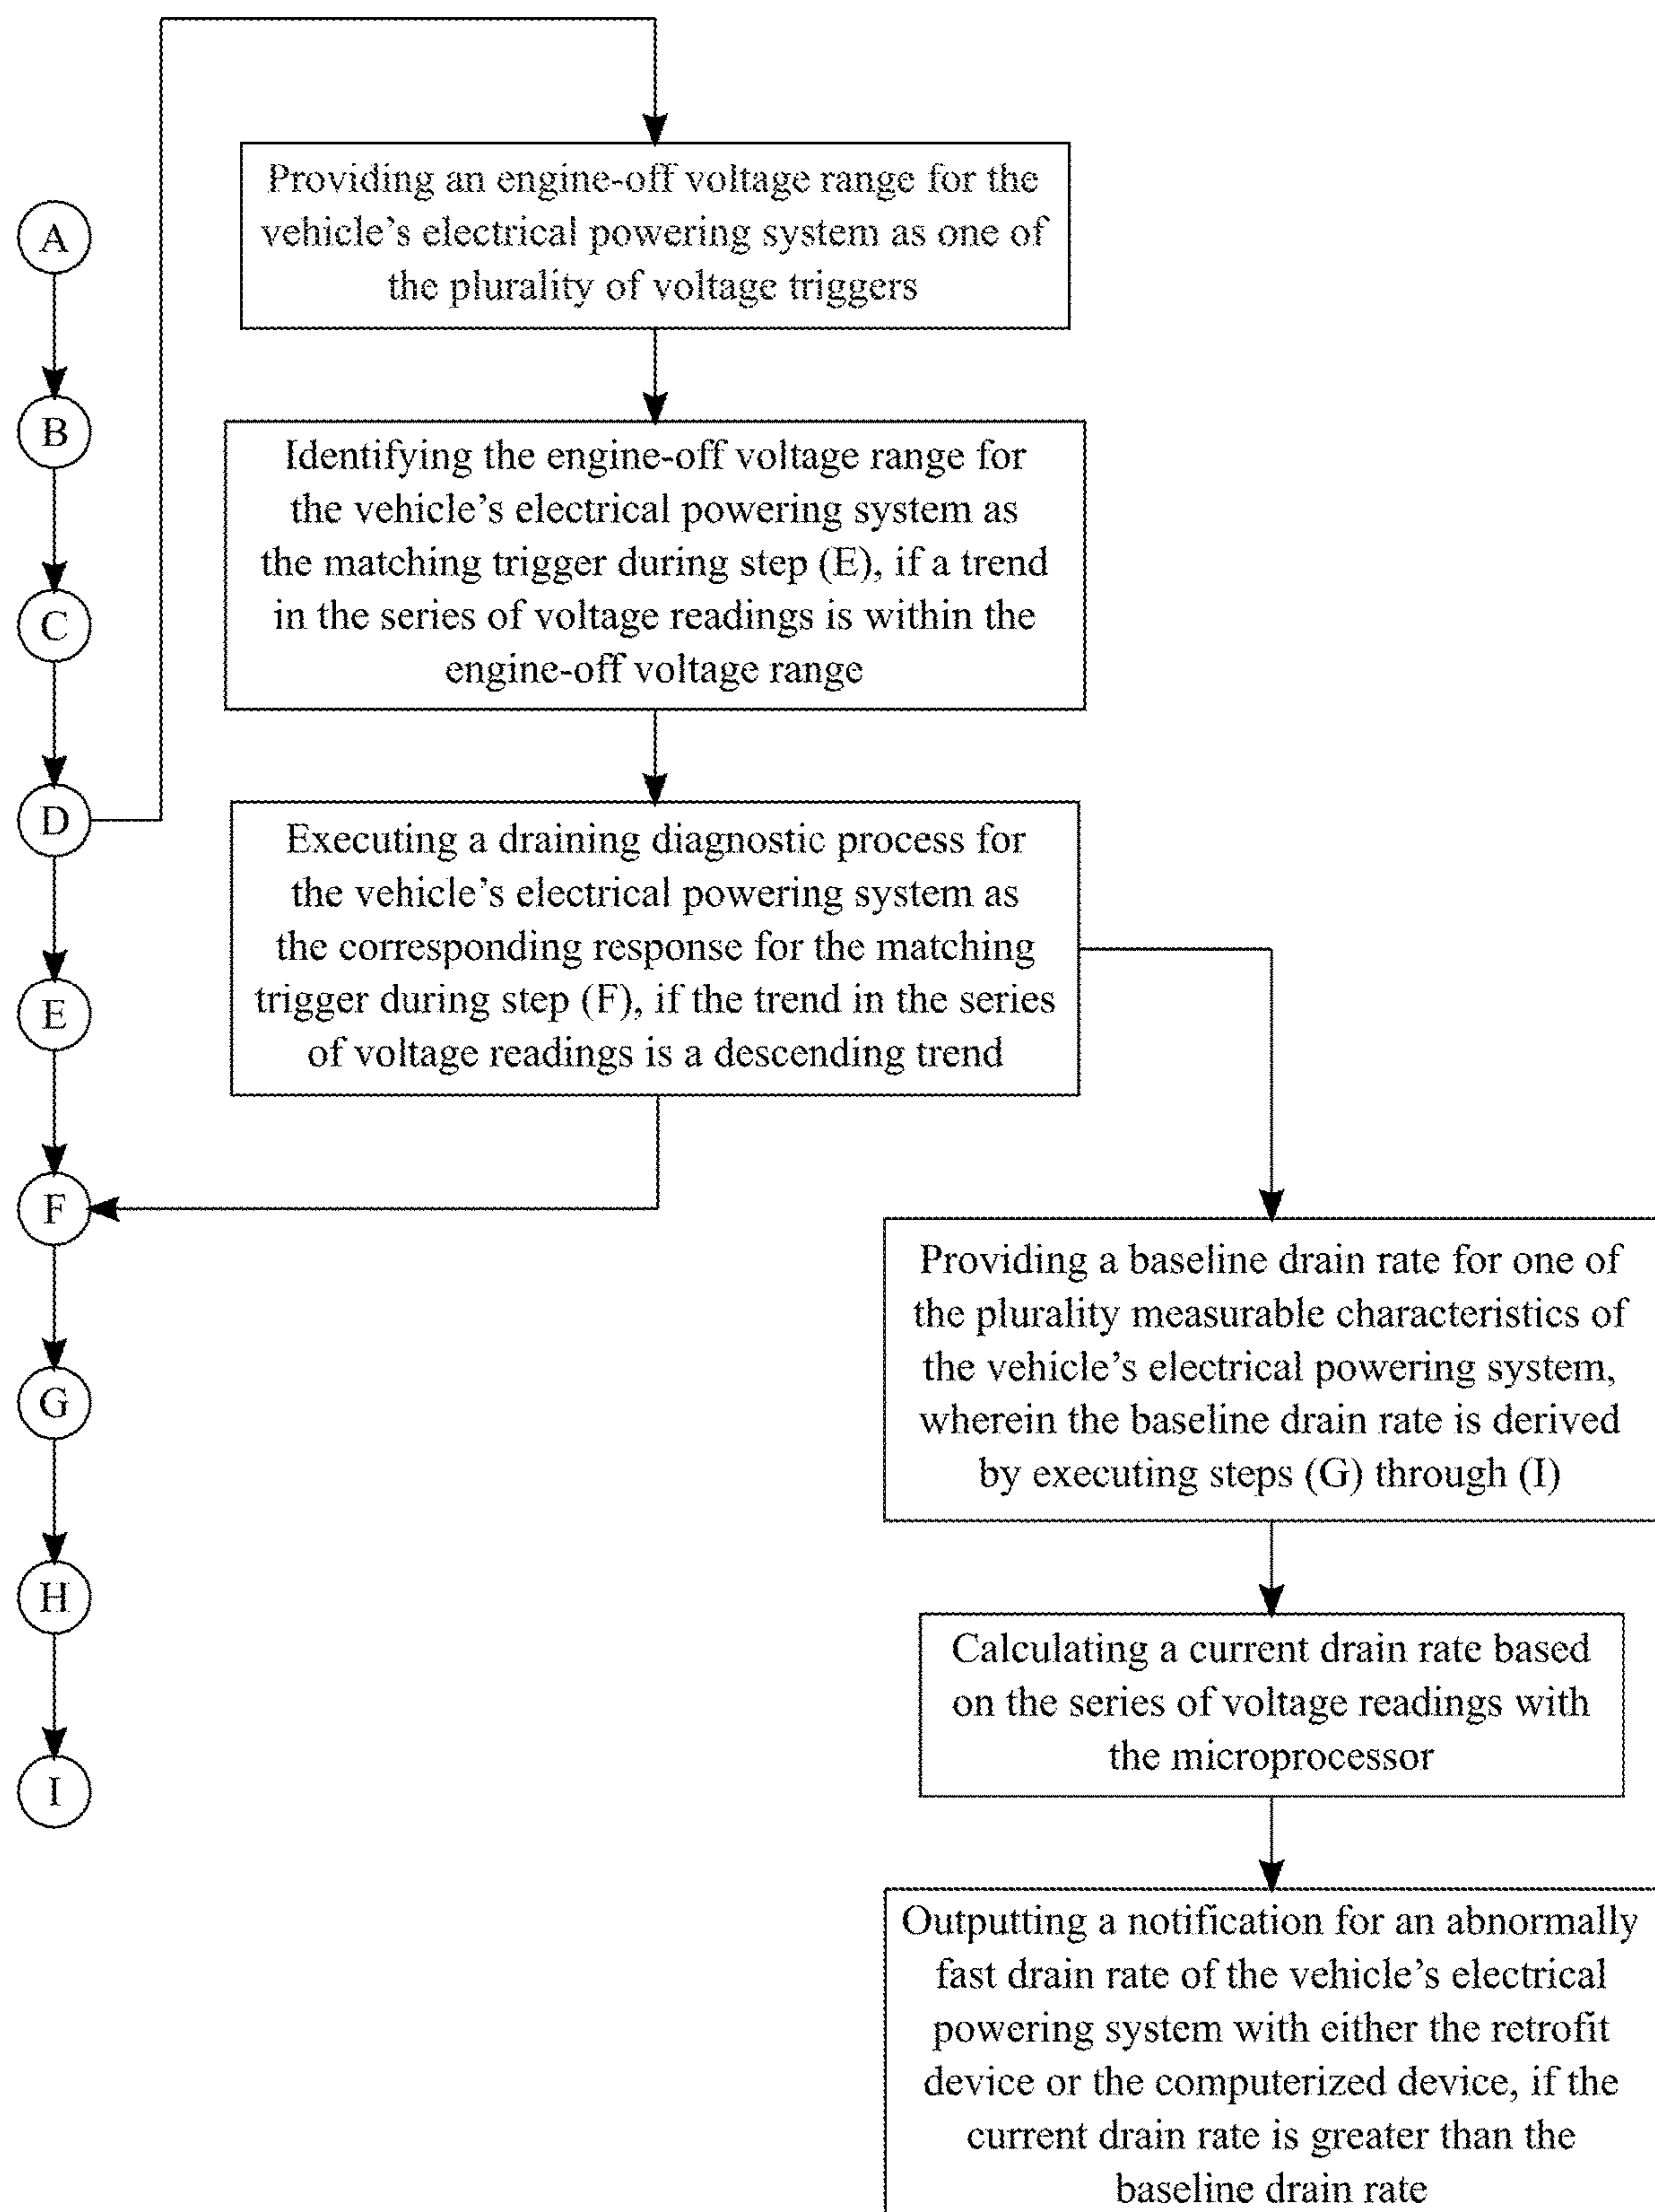 A
B
C
D
E
F
G
H
I
Providing an engine-off voltage range for the
vehicle’s electrical powering system as one of
the plurality of voltage triggers
Identifying the engine-off voltage range for
the vehicle’s electrical powering system as
the matching trigger during step (E), if a trend
in the series of voltage readings is within the
engine-off voltage range
Executing a draining diagnostic process for
the vehicle’s electrical powering system as
the corresponding response for the matching
trigger during step (F), if the trend in the series
of voltage readings is a descending trend
Providing a baseline drain rate for one of
the plurality measurable characteristics of
the vehicle’s electrical powering system,
wherein the baseline drain rate is derived
by executing steps (G) through (I)
Calculating a current drain rate based
on the series of voltage readings with
the microprocessor
Outputting a notification for an abnormally
fast drain rate of the vehicle’s electrical
powering system with either the retrofit
device or the computerized device, if the
current drain rate is greater than the
baseline drain rate